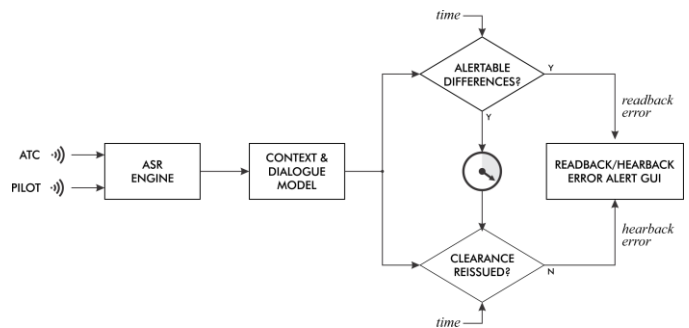 time
ALERTABLE
DIFFERENCES?
Y
Y
readback
error
ATC
PILOT
ASR
ENGINE
CONTEXT &
DIALOGUE
MODEL
READBACK/HEARBACK
ERROR ALERT GUI
hearback
error
CLEARANCE
REISSUED?
N
time